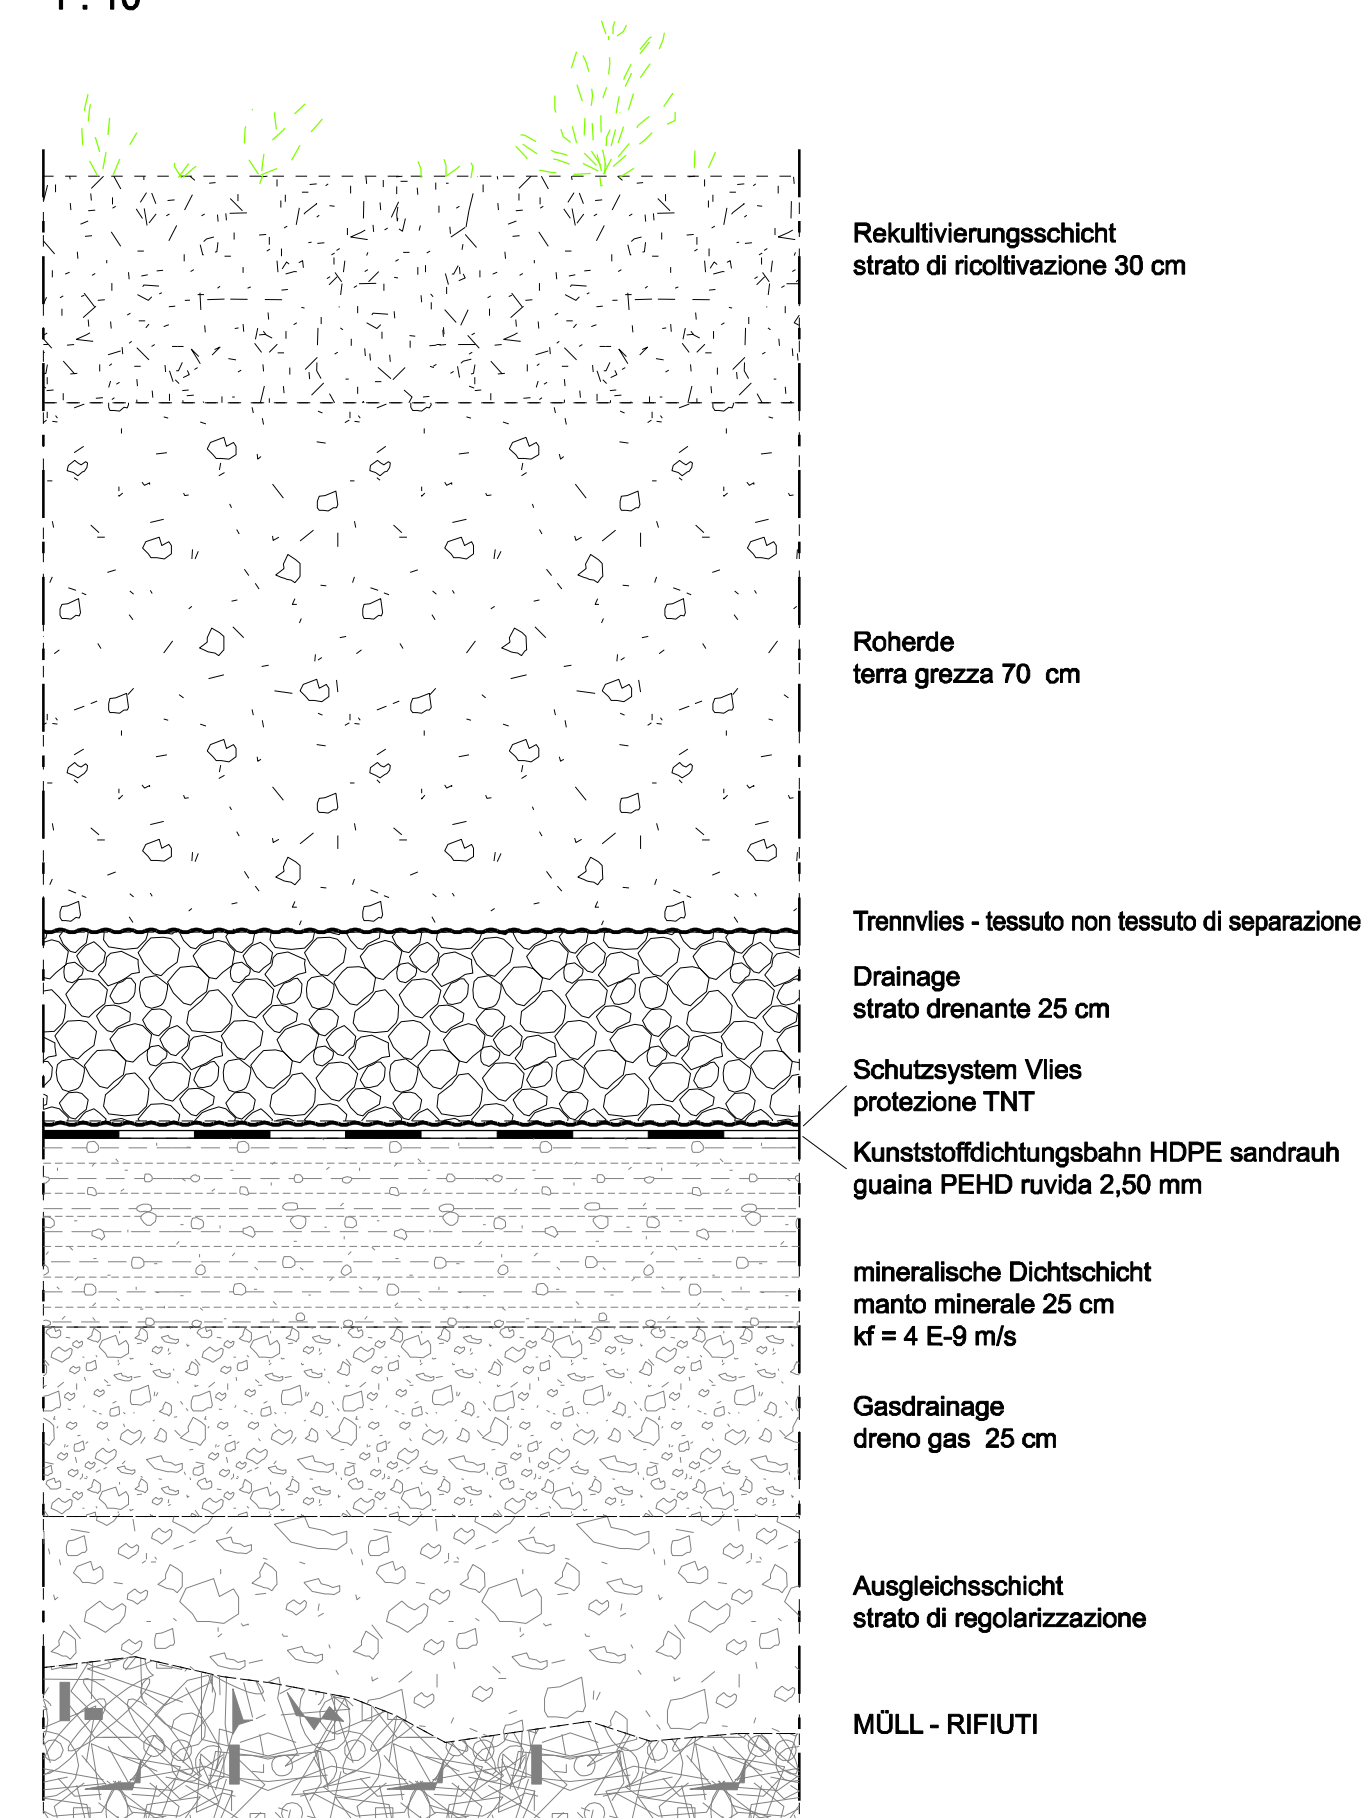 1 : 10
Rekultivierungsschicht
strato di ricoltivazione 30 cm
Roherde
terra grezza 70 cm
Trennvlies - tessuto non tessuto di separazione
Drainage
strato drenante 25 cm
Schutzsystem Vlies
protezione TNT
Kunststoffdichtungsbahn HDPE sandrauh
guaina PEHD ruvida 2,50 mm
mineralische Dichtschicht
manto minerale 25 cm
kf = 4 E-9 m/s
Gasdrainage
dreno gas 25 cm
Ausgleichsschicht
strato di regolarizzazione
MÜLL - RIFIUTI